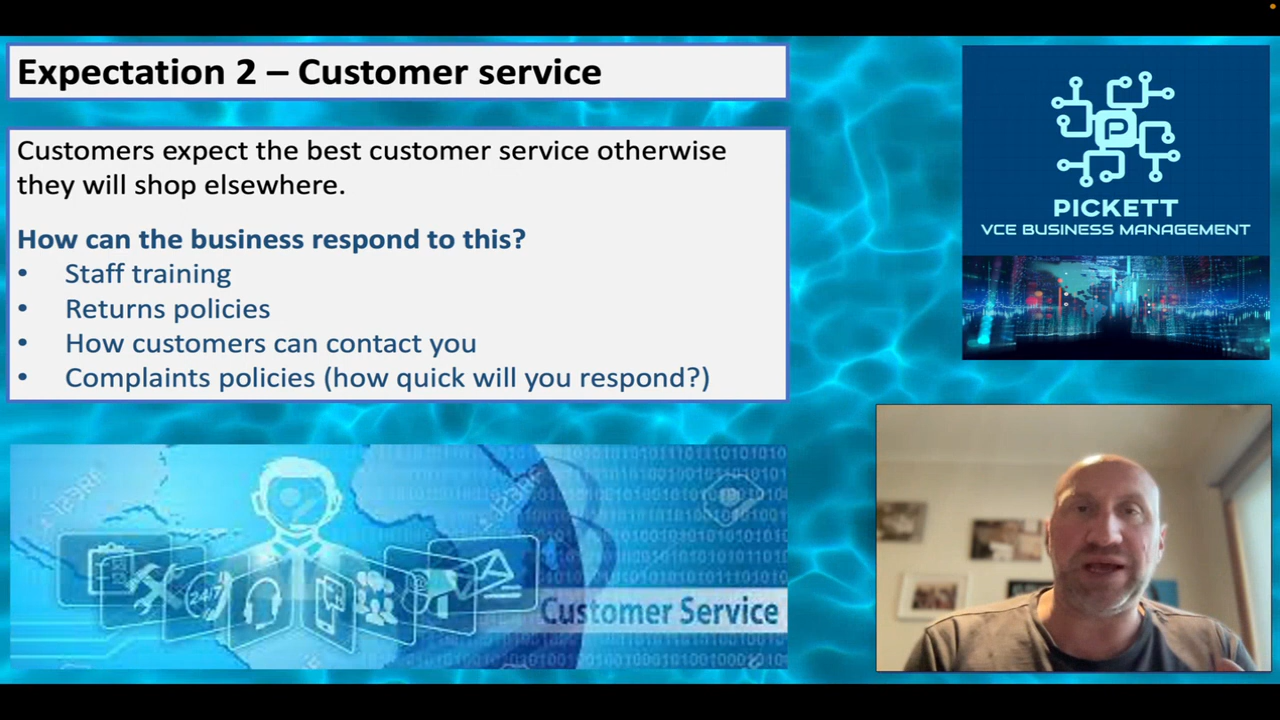 Expectation 2 – Customer service
Customers expect the best customer service otherwise
they will shop elsewhere.
How can the business respond to this?
• Staff training
• Returns policies
• How customers can contact you
• Complaints policies (how quick will you respond?)
P
PICKETT
VCE BUSINESS MANAGEMENT
24/7
Customer Service